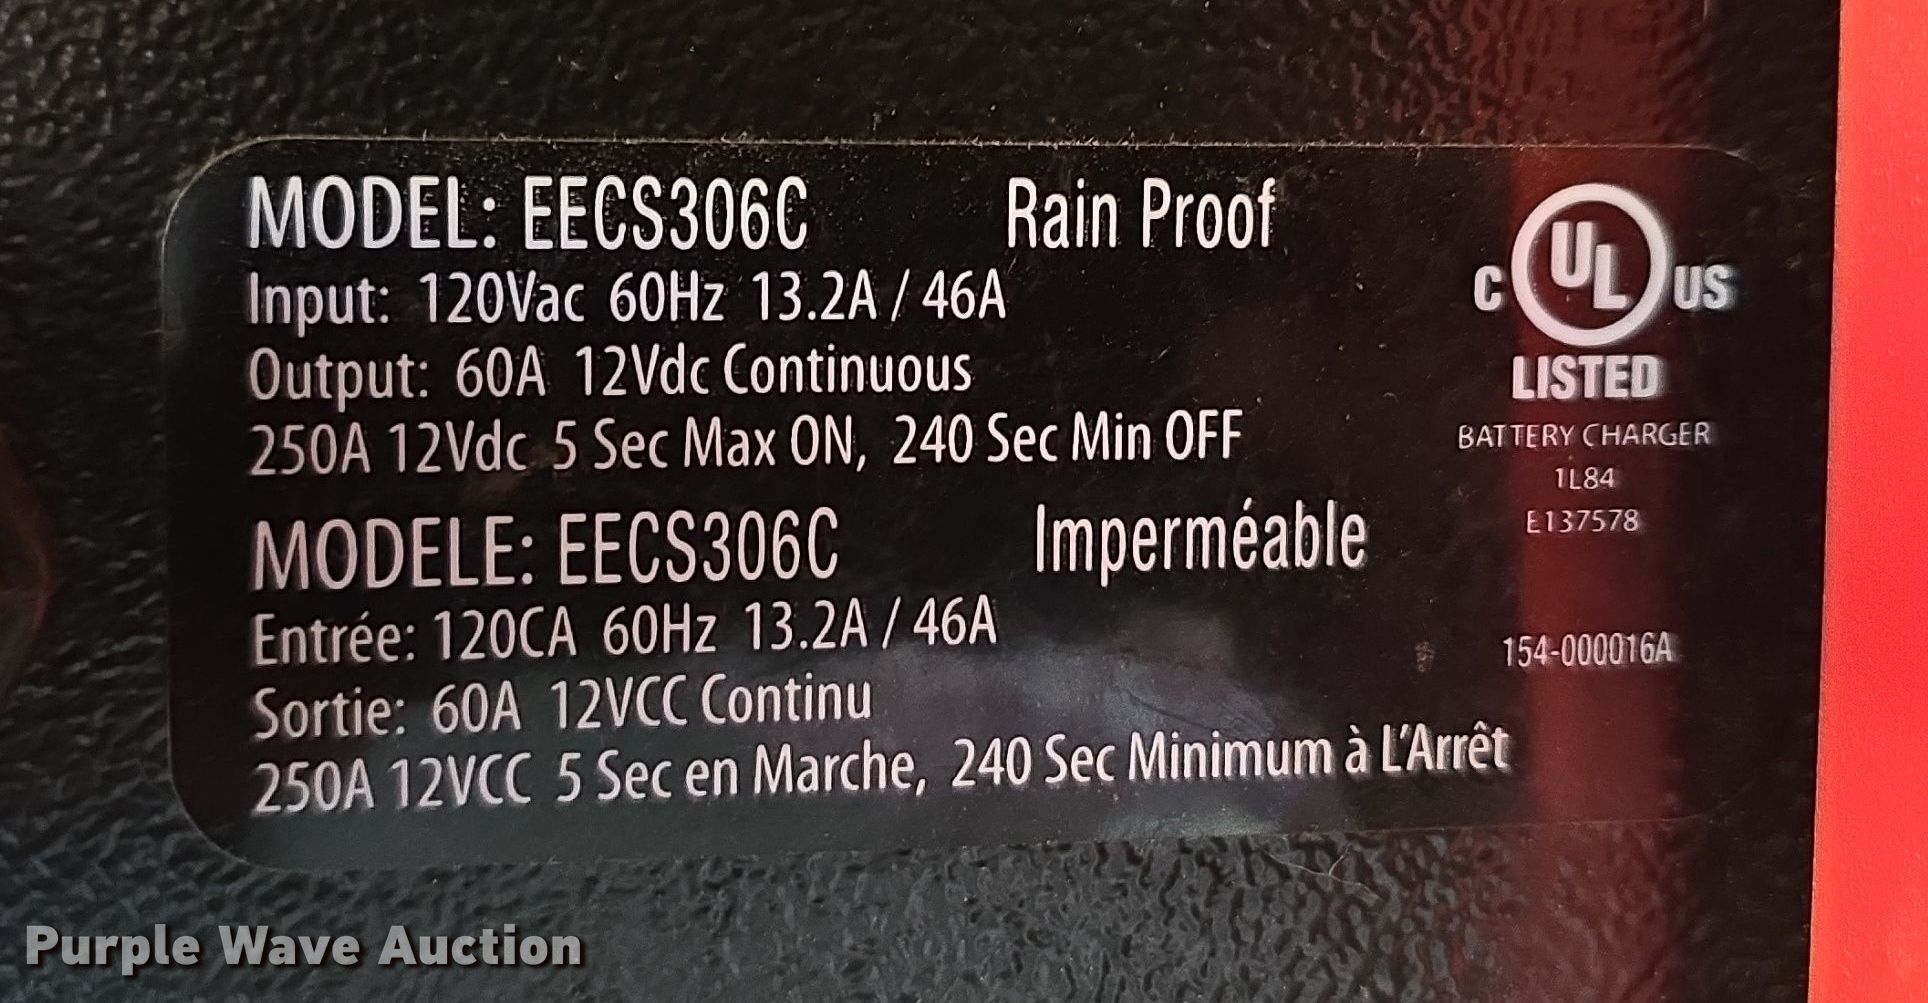 MODEL: EECS306C Rain Proof
Input: 120Vac 60Hz 13.2A / 46A
Output: 60A 12Vdc Continuous
250A 12Vdc 5 Sec Max ON, 240 Sec Min OFF
MODELE: EECS306C Imperméable
Entrée: 120CA 60Hz 13.2A / 46A
Sortie: 60A 12VCC Continu
250A 12VCC 5 Sec en Marche, 240 Sec Minimum à L'Arrêt
C UL US
LISTED
BATTERY CHARGER
1L84
E137578
154-000016A
Purple Wave Auction